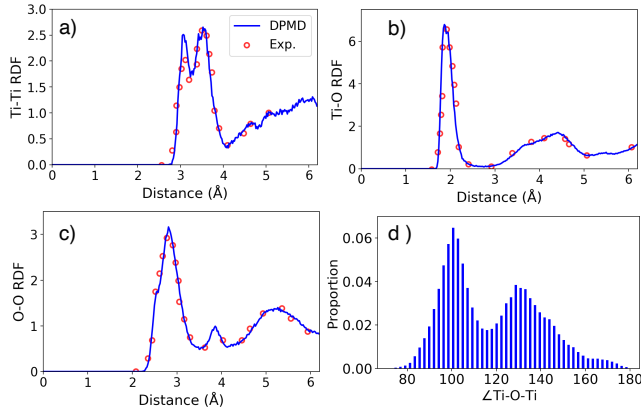 a)
DPMD
Exp.
Ti-Ti RDF
3.0
2.5
2.0
1.5
1.0
0.5
0.0
0 1 2 3 4 5 6
Distance (Å)
b)
Ti-O RDF
6
4
2
0
0 1 2 3 4 5 6
Distance (Å)
c)
O-O RDF
3
2
1
0
0 1 2 3 4 5 6
Distance (Å)
d )
Proportion
0.06
0.04
0.02
0.00
80 100 120 140 160 180
∠Ti-O-Ti